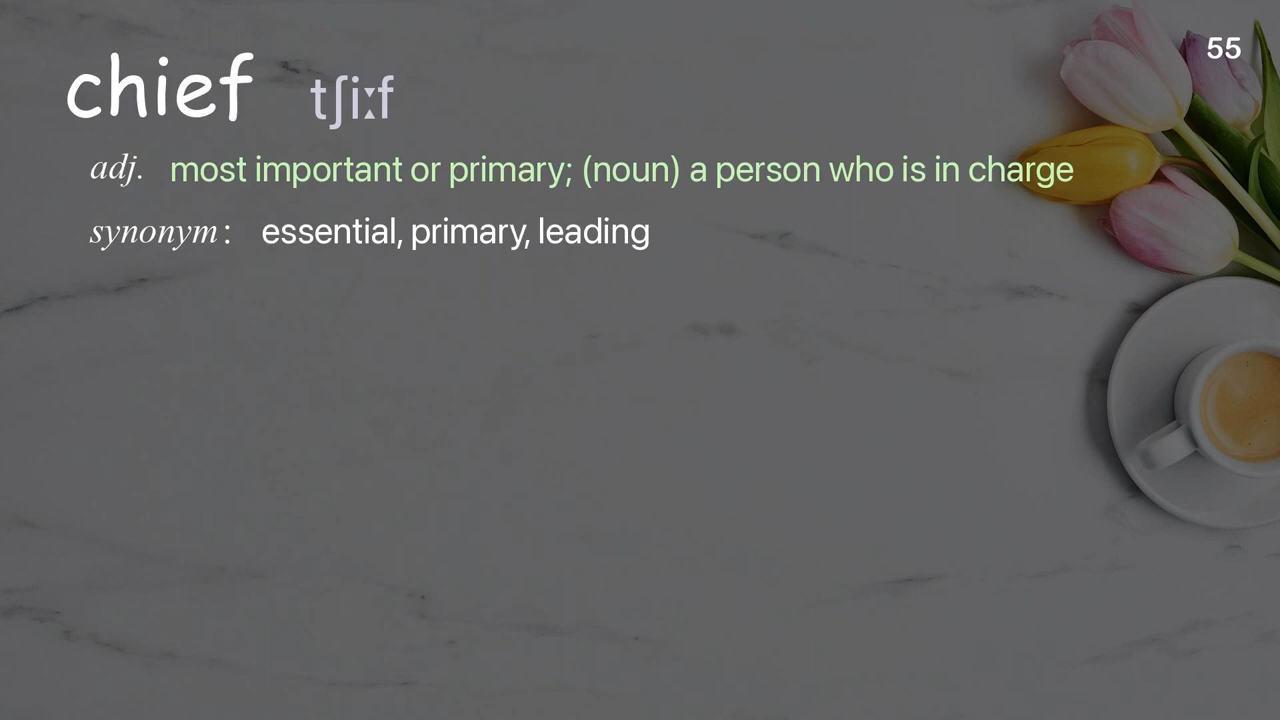 55
chief tʃiːf
adj. most important or primary; (noun) a person who is in charge
synonym : essential, primary, leading